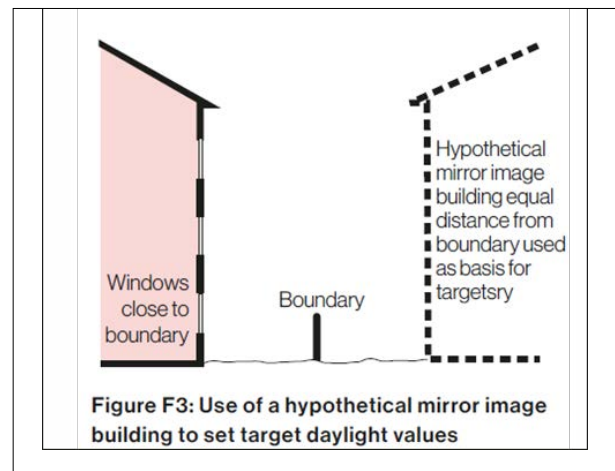 Hypothetical
mirror image
building equal
distance from
boundary used
as basis for
targetsry
Windows
close to
boundary
Boundary
Figure F3: Use of a hypothetical mirror image
building to set target daylight values